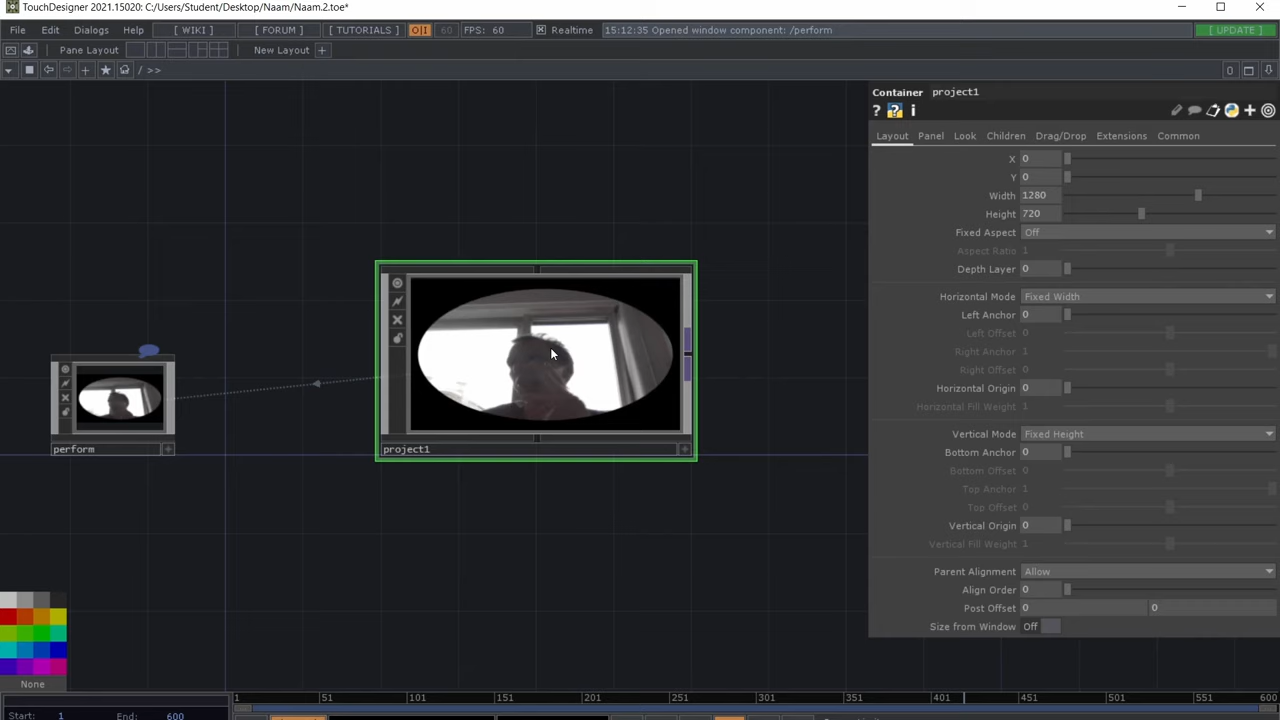 TouchDesigner 2021.15020: C:/Users/Student/Desktop/Naam/Naam.2.toe*
File Edit Dialogs Help [ WIKI ] [ FORUM ] [ TUTORIALS ] O|I 60 FPS: 60 Realtime 15:12:35 Opened window component: /perform [ UPDATE ]
Pane Layout New Layout +
+ / >> 0
Container project1
? ? i
Layout Panel Look Children Drag/Drop Extensions Common
X 0
Y 0
Width 1280
Height 720
Fixed Aspect Off
Aspect Ratio 1
Depth Layer 0
Horizontal Mode Fixed Width
Left Anchor 0
Left Offset 0
Right Anchor 1
Right Offset 0
Horizontal Origin 0
Horizontal Fill Weight 1
Vertical Mode Fixed Height
Bottom Anchor 0
Bottom Offset 0
Top Anchor 1
Top Offset 0
Vertical Origin 0
Vertical Fill Weight 1
Parent Alignment Allow
Align Order 0
Post Offset 0 0
Size from Window Off
perform
project1
None
1 51 101 151 201 251 301 351 401 451 501 551 600
Start: 1 End: 600